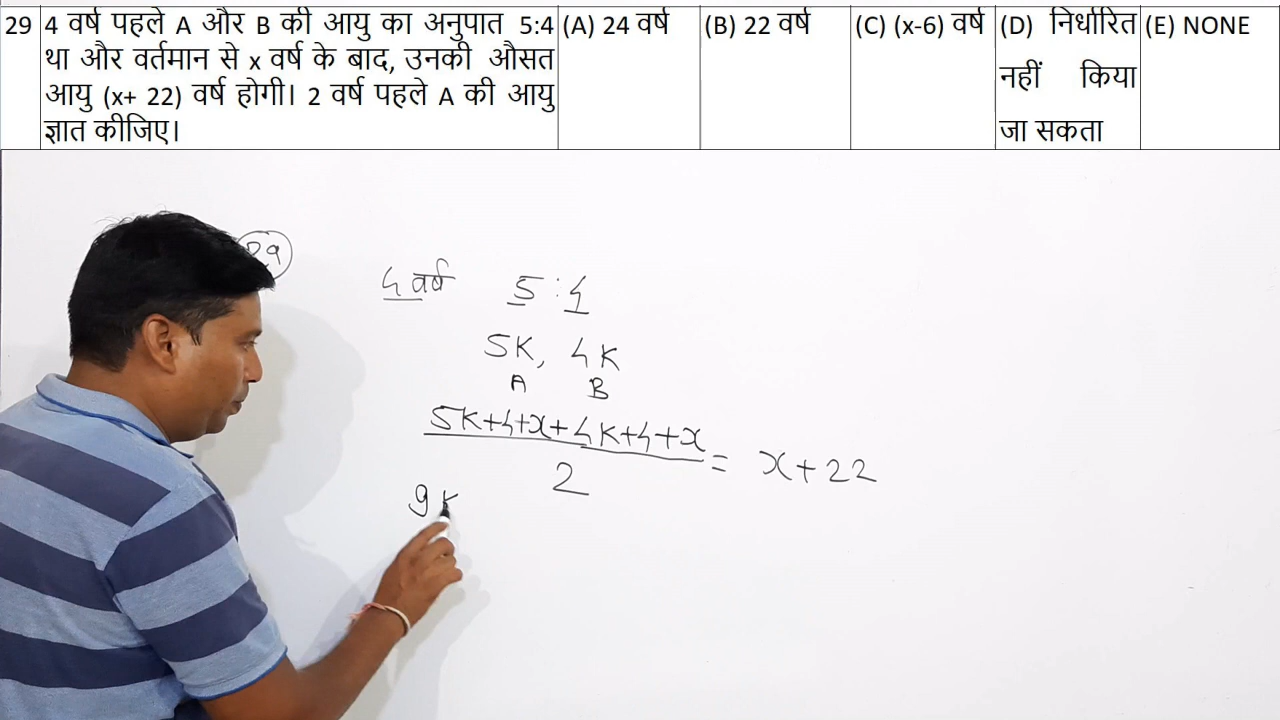 29 4 वर्ष पहले A और B की आयु का अनुपात 5:4 (A) 24 वर्ष (B) 22 वर्ष (C) (x-6) वर्ष (D) निर्धारित (E) NONE
था और वर्तमान से x वर्ष के बाद, उनकी औसत नहीं किया
आयु (x+ 22) वर्ष होगी। 2 वर्ष पहले A की आयु जा सकता
ज्ञात कीजिए।
29
4 वर्ष 5:4
5K, 4K
A B
5K+4+x+4K+4+x
2
= x+22
9K